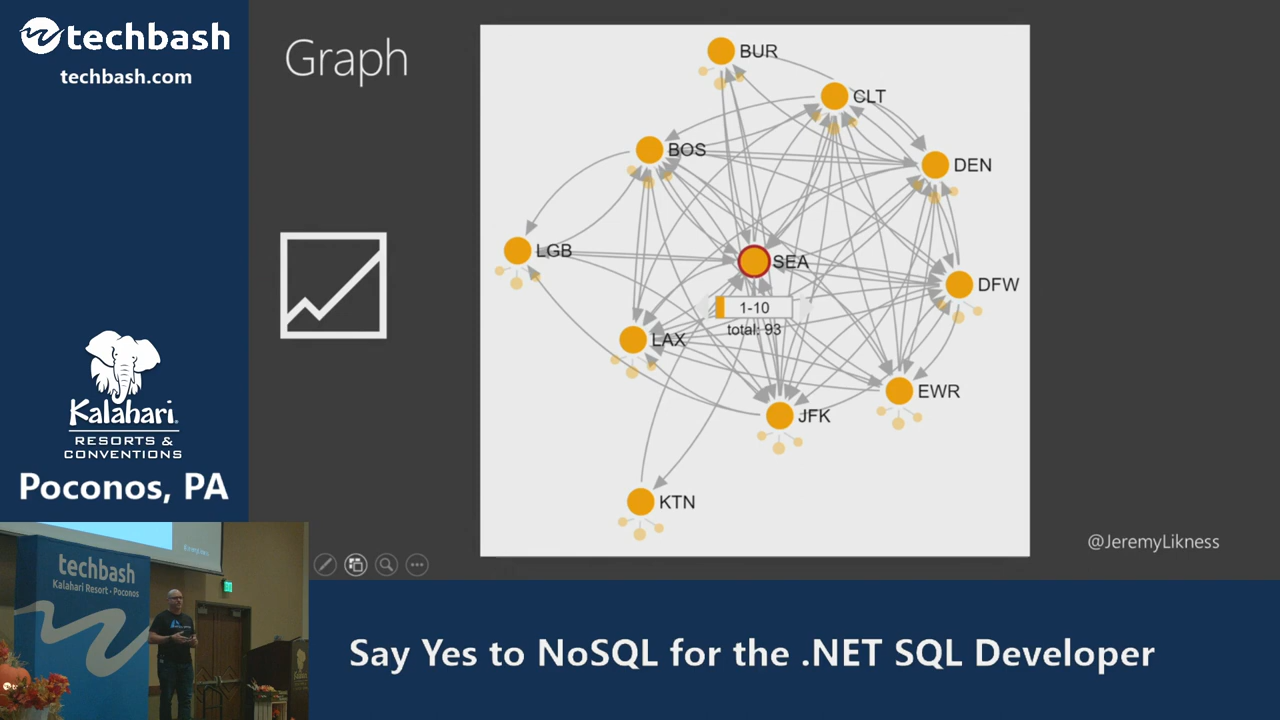 techbash
techbash.com
Kalahari.
RESORTS &
CONVENTIONS
Poconos, PA
Graph
BUR
CLT
BOS
DEN
LGB
SEA
DFW
1-10
total: 93
LAX
EWR
JFK
KTN
@JeremyLikness
techbash
Kalahari Resort - Poconos
Say Yes to NoSQL for the .NET SQL Developer